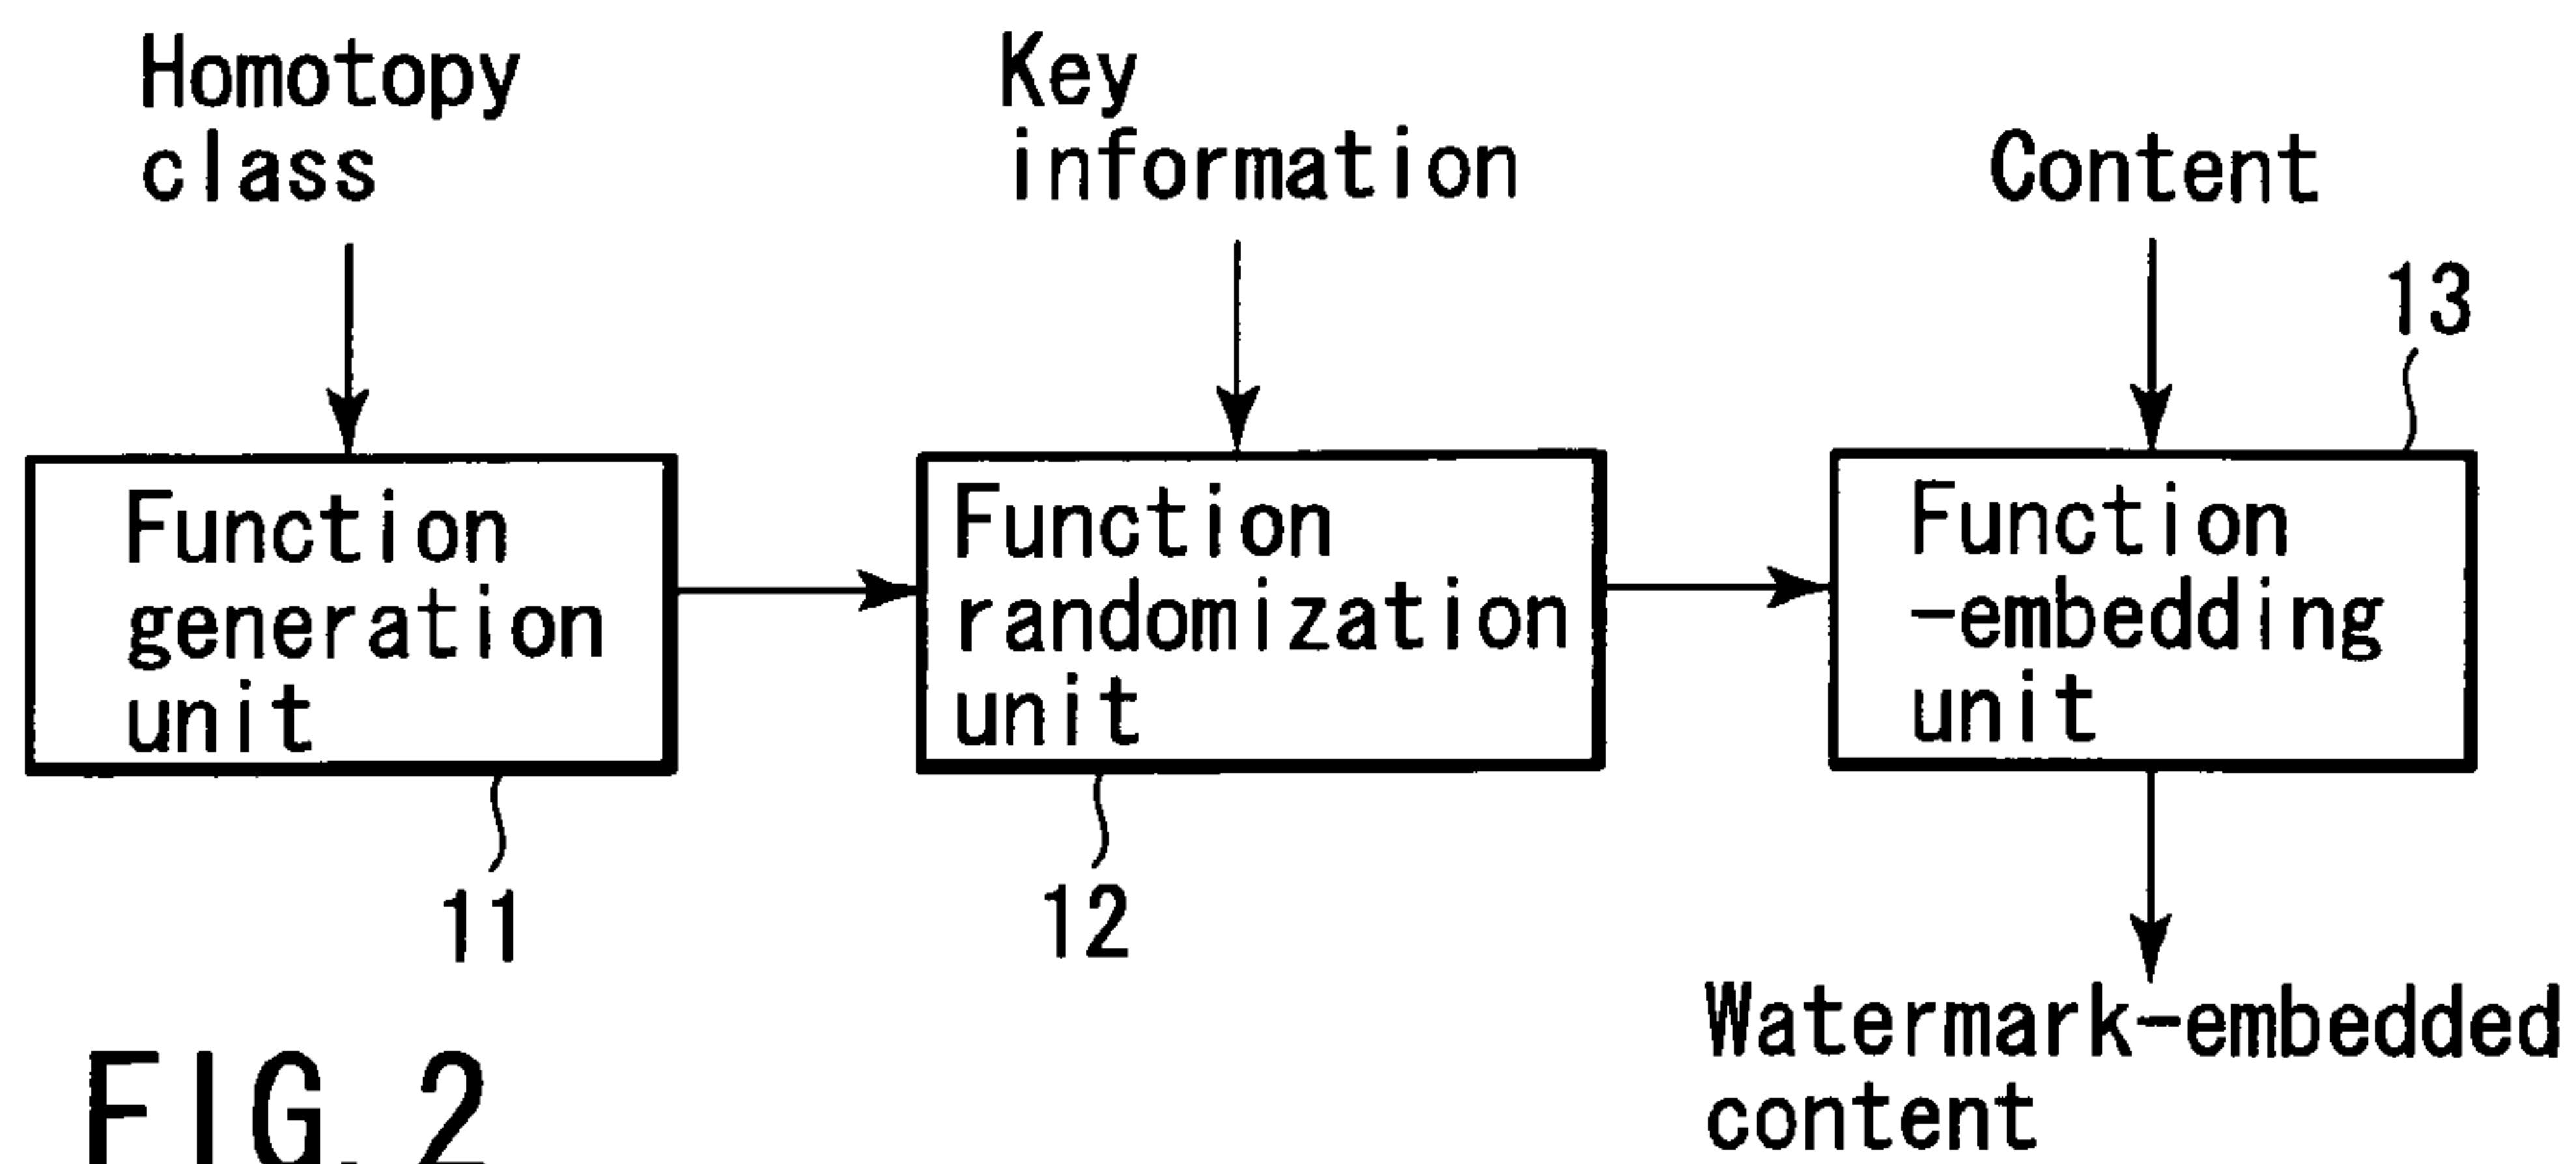 Homotopy
class
Key
information
Content
13
Function
generation
unit
Function
randomization
unit
Function
-embedding
unit
11
12
Watermark-embedded
content
FIG. 2